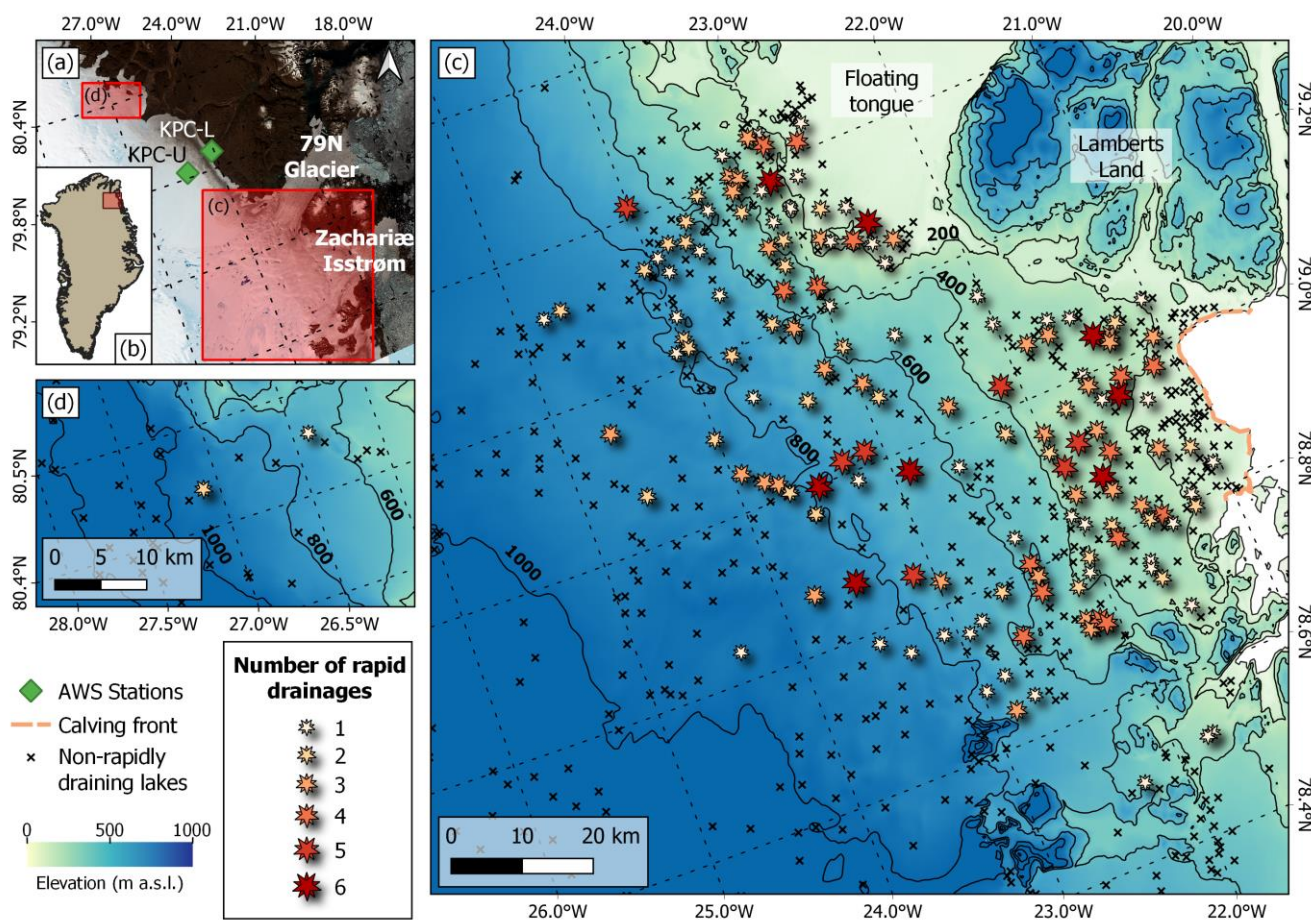 27.0°W 22.0°W 18.0°W
(a)
(d)
80.4°N
79.8°N
79.2°N
KPC-L
KPC-U
79N
Glacier
(c)
Zachariæ
Isstrøm
(b)
(d)
80.5°N
80.4°N
1000
800
600
0 5 10 km
28.0°W 27.5°W 27.0°W 26.5°W
AWS Stations
Calving front
Non-rapidly
draining lakes
0 500 1000
Elevation (m a.s.l.)
Number of rapid
drainages
1
2
3
4
5
6
24.0°W 23.0°W 22.0°W 21.0°W 20.0°W
(c)
Floating
tongue
Lamberts
Land
200
400
600
800
1000
79.2°N
79.0°N
78.8°N
78.6°N
78.4°N
0 10 20 km
26.0°W 25.0°W 24.0°W 23.0°W 22.0°W